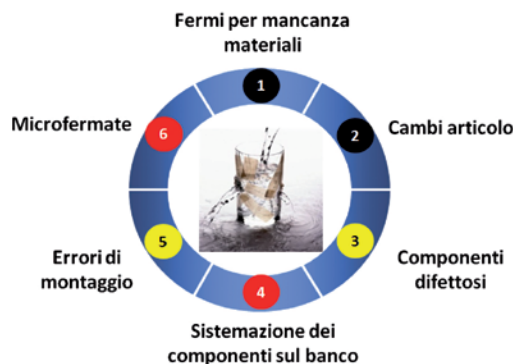 Fermi per mancanza
materiali
1
Microfermate
6
2
Cambi articolo
5
3
Errori di
montaggio
Componenti
difettosi
4
Sistemazione dei
componenti sul banco